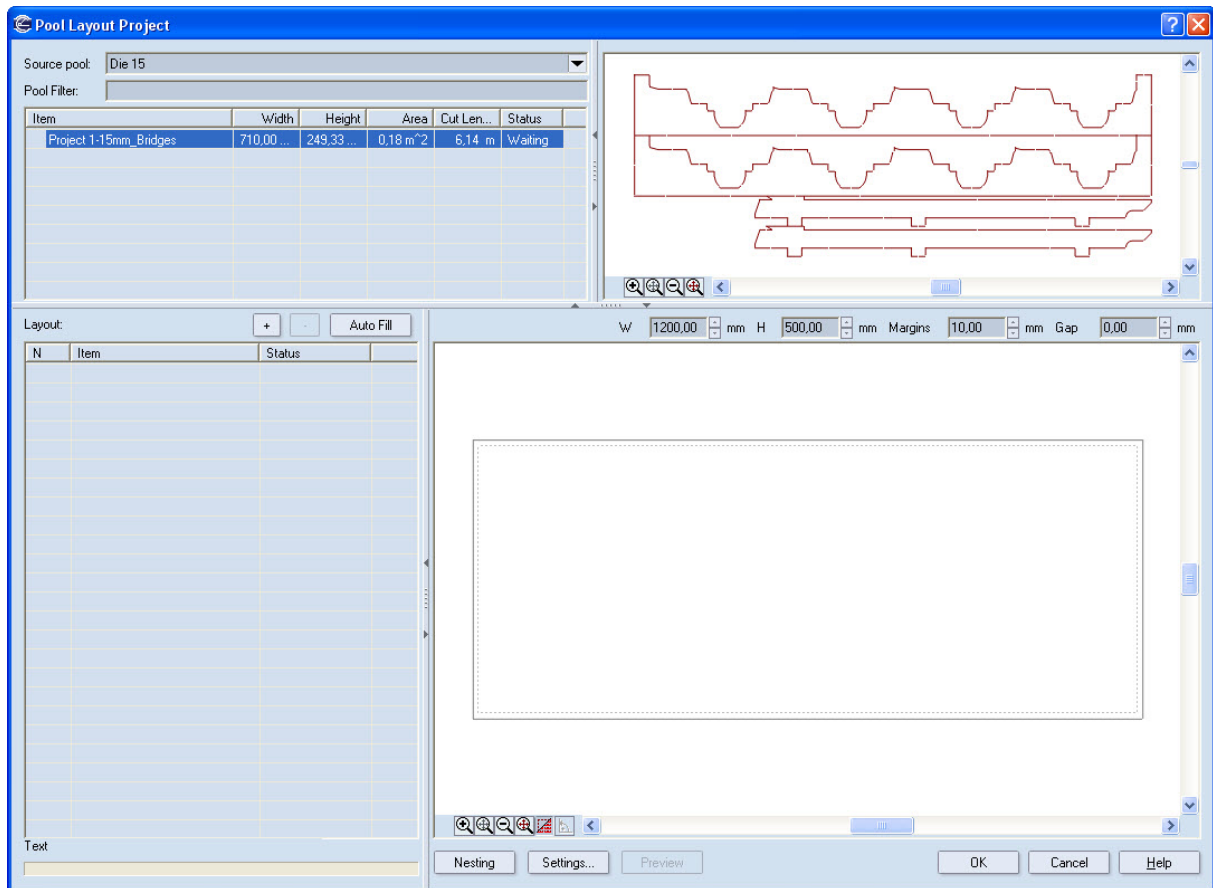 Pool Layout Project
Source pool: Die 15
Pool Filter:
Item Width Height Area Cut Len... Status
Project 1-15mm_Bridges 710,00 ... 249,33 ... 0,18 m^2 6,14 m Waiting
Layout: + - Auto Fill
W 1200,00 mm H 500,00 mm Margins 10,00 mm Gap 0,00 mm
N Item Status
Text
Nesting Settings... Preview OK Cancel Help